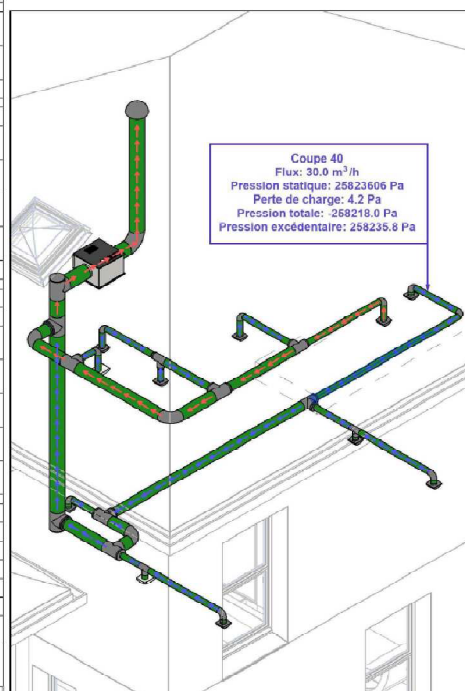 Coupe 40
Flux: 30.0 m³/h
Pression statique: 25823606 Pa
Perte de charge: 4.2 Pa
Pression totale: -258218.0 Pa
Pression excédentaire: 258235.8 Pa